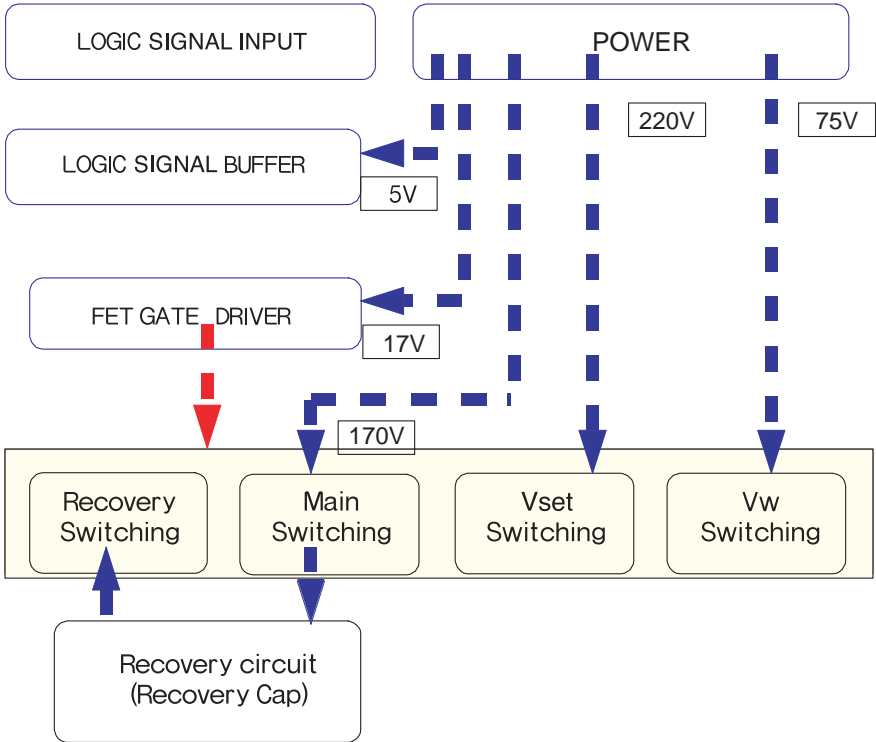 LOGIC SIGNAL INPUT
POWER
220V
75V
LOGIC SIGNAL BUFFER
5V
FET GATE DRIVER
17V
170V
Recovery
Switching
Main
Switching
Vset
Switching
Vw
Switching
Recovery circuit
(Recovery Cap)